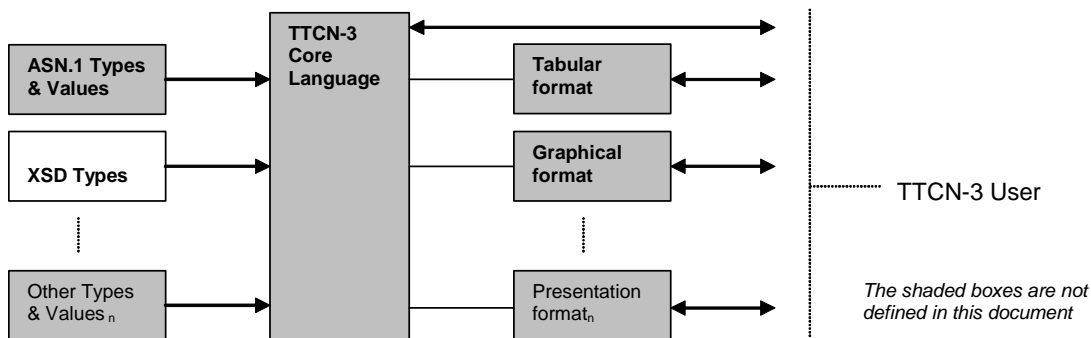 TTCN-3
Core
Language
ASN.1 Types
& Values
Tabular
format
XSD Types
Graphical
format
TTCN-3 User
Other Types
& Values n
Presentation
formatn
The shaded boxes are not
defined in this document